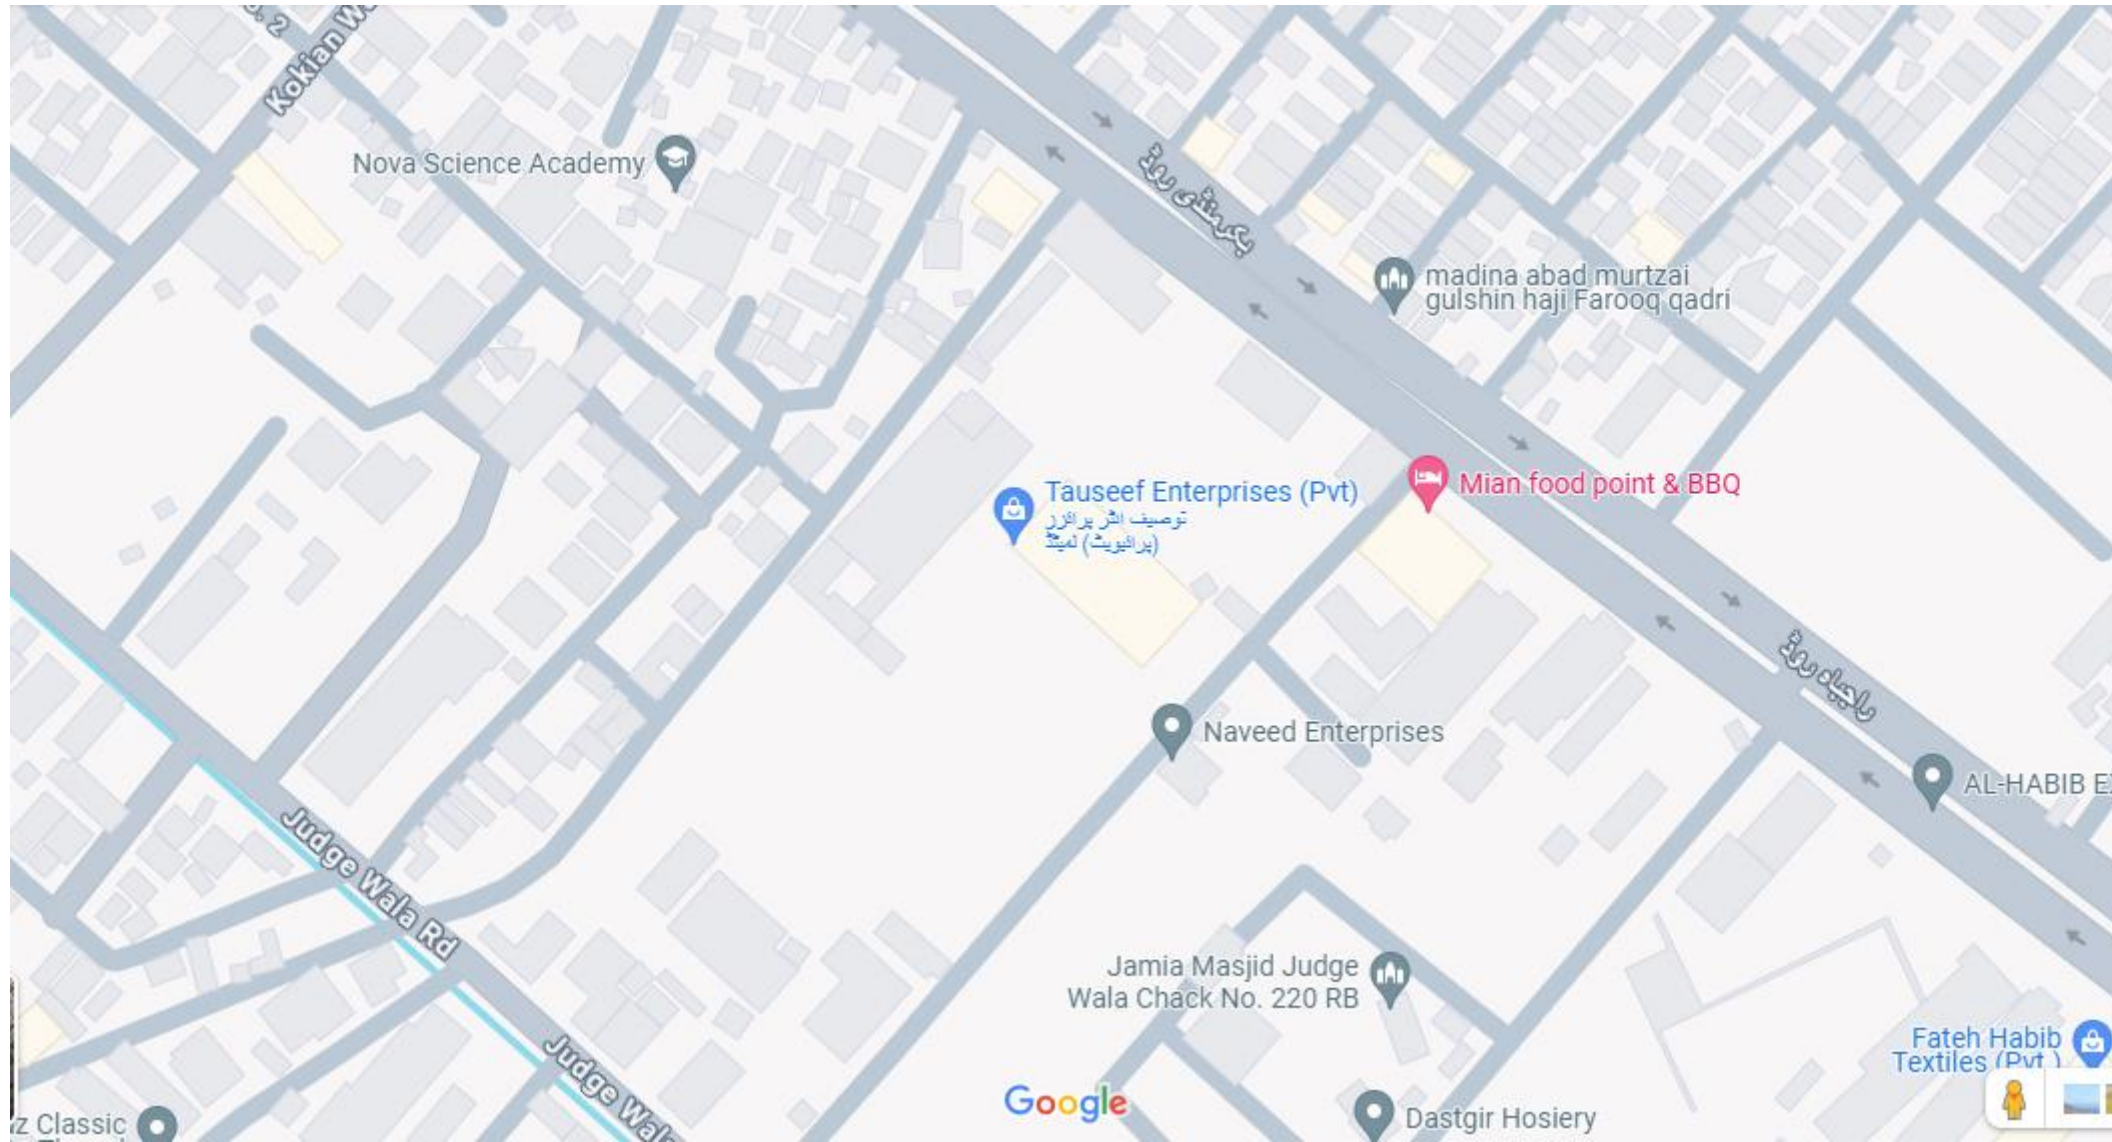 Kokian
Nova Science Academy
بکرمنڈی روڈ
madina abad murtzai
gulshin haji Farooq qadri
Tauseef Enterprises (Pvt)
توصیف انٹر پرائزز
(پرائیویٹ) لمیٹڈ
Mian food point & BBQ
راجباہ روڈ
Naveed Enterprises
AL-HABIB
Judge Wala Rd
Jamia Masjid Judge
Wala Chack No. 220 RB
Judge Wala
Fateh Habib
Textiles (Pvt.)
Google
Dastgir Hosiery
z Classic